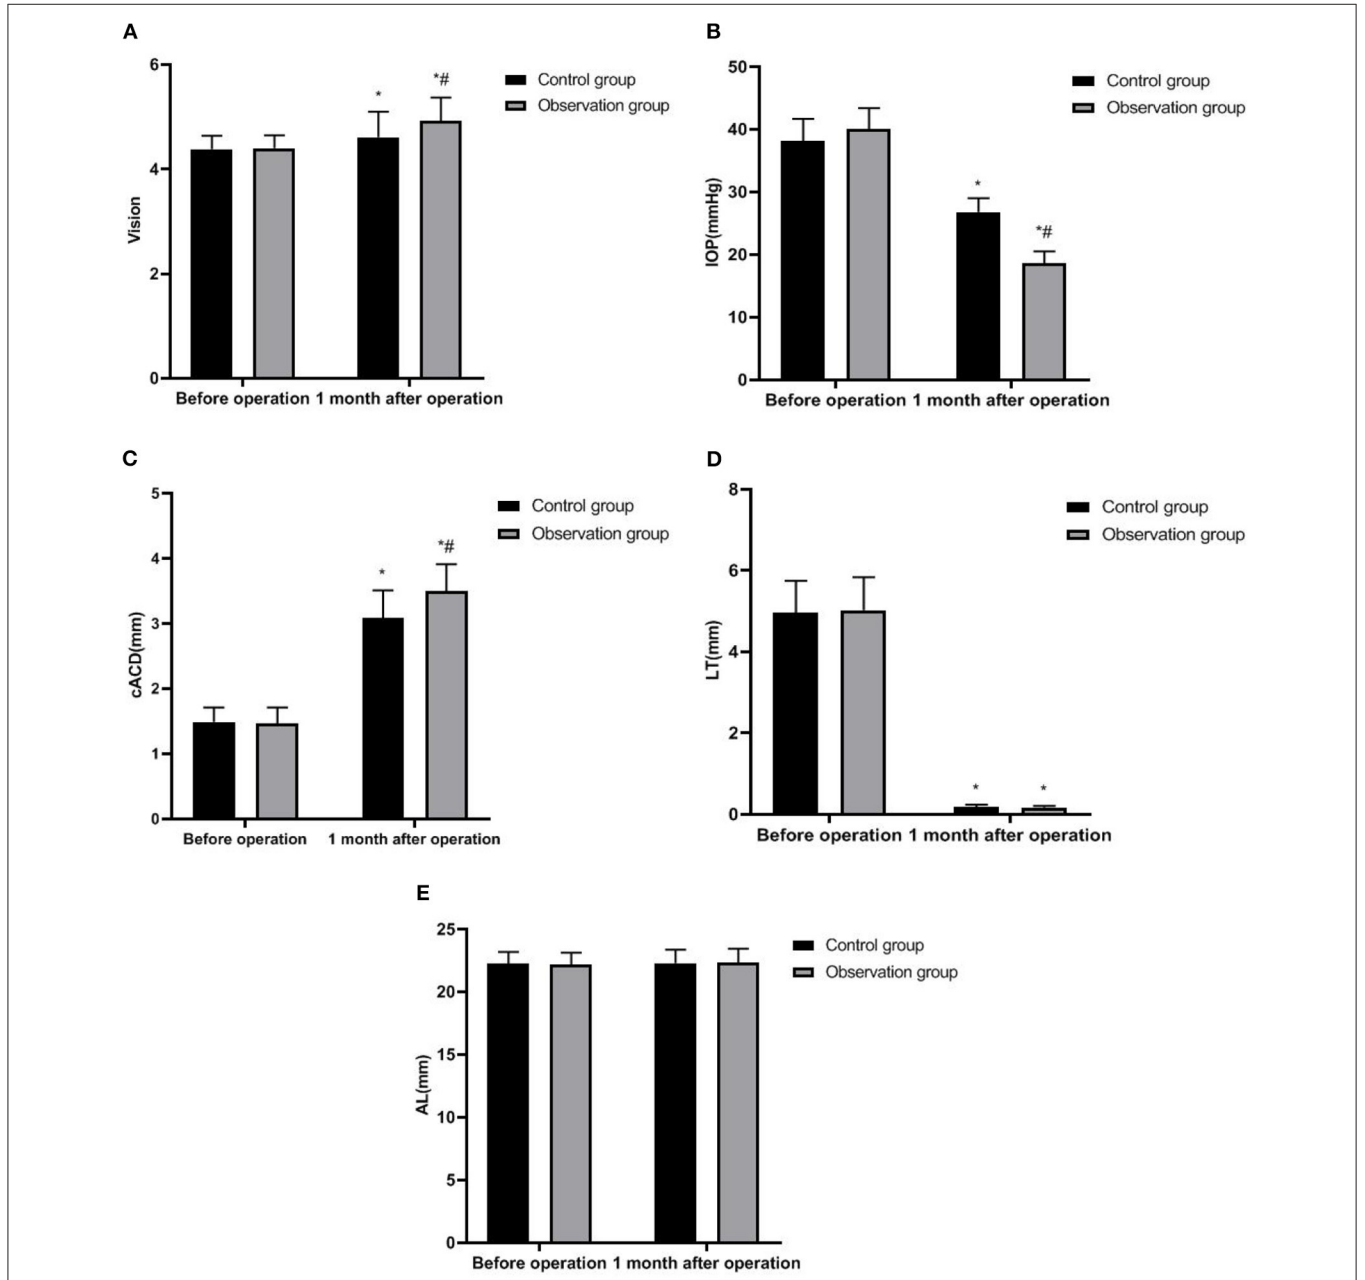 A
6
4
2
0
Vision
*
*#
Control group
Observation group
Before operation 1 month after operation
B
50
40
30
20
10
0
IOP(mmHg)
*
*#
Control group
Observation group
Before operation 1 month after operation
C
5
4
3
2
1
0
cACD(mm)
*
*#
Control group
Observation group
Before operation 1 month after operation
D
8
6
4
2
0
LT(mm)
*
*
Control group
Observation group
Before operation 1 month after operation
E
25
20
15
10
5
0
AL(mm)
Control group
Observation group
Before operation 1 month after operation